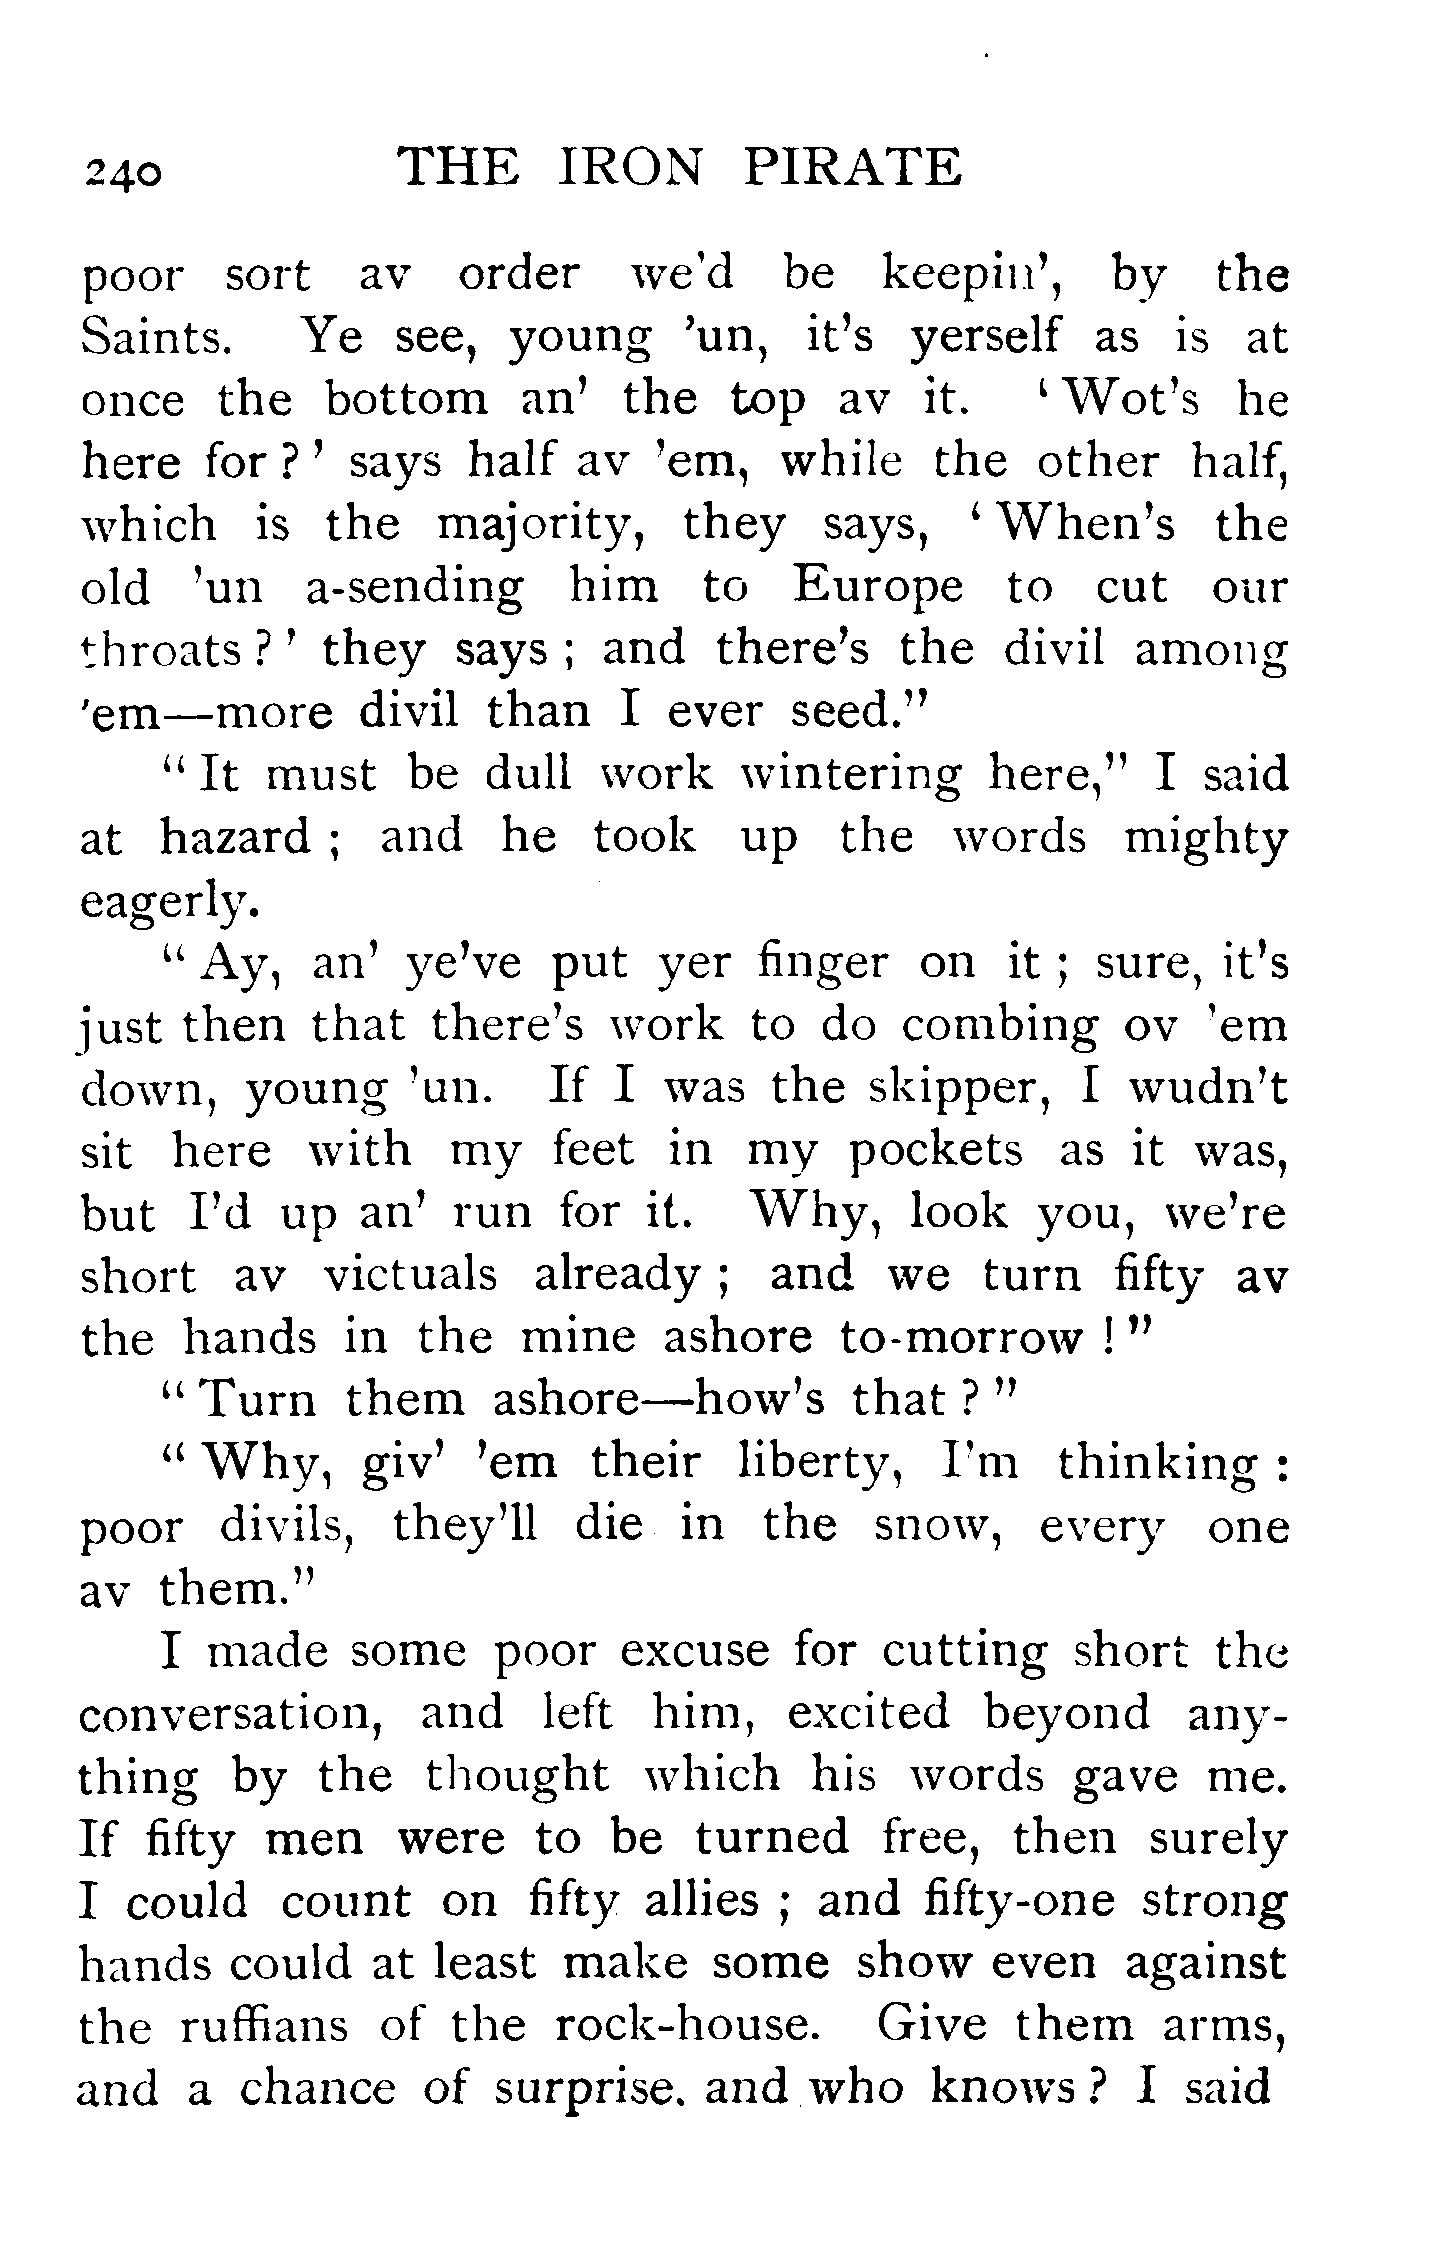 240 THE IRON PIRATE
poor sort av order we'd be keepin', by the
Saints. Ye see, young 'un, it's yerself as is at
once the bottom an' the top av it. ‘Wot's he
here for?’ says half av 'em, while the other half,
which is the majority, they says, ‘When's the
old 'un a-sending him to Europe to cut our
throats?’ they says; and there's the divil among
'em—more divil than I ever seed.”
“It must be dull work wintering here,” I said
at hazard; and he took up the words mighty
eagerly.
“Ay, an' ye've put yer finger on it; sure, it's
just then that there's work to do combing ov 'em
down, young 'un. If I was the skipper, I wudn't
sit here with my feet in my pockets as it was,
but I'd up an' run for it. Why, look you, we're
short av victuals already; and we turn fifty av
the hands in the mine ashore to-morrow!”
“Turn them ashore—how's that?”
“Why, giv' 'em their liberty, I'm thinking:
poor divils, they'll die in the snow, every one
av them.”
I made some poor excuse for cutting short the
conversation, and left him, excited beyond any-
thing by the thought which his words gave me.
If fifty men were to be turned free, then surely
I could count on fifty allies; and fifty-one strong
hands could at least make some show even against
the ruffians of the rock-house. Give them arms,
and a chance of surprise. and who knows? I said